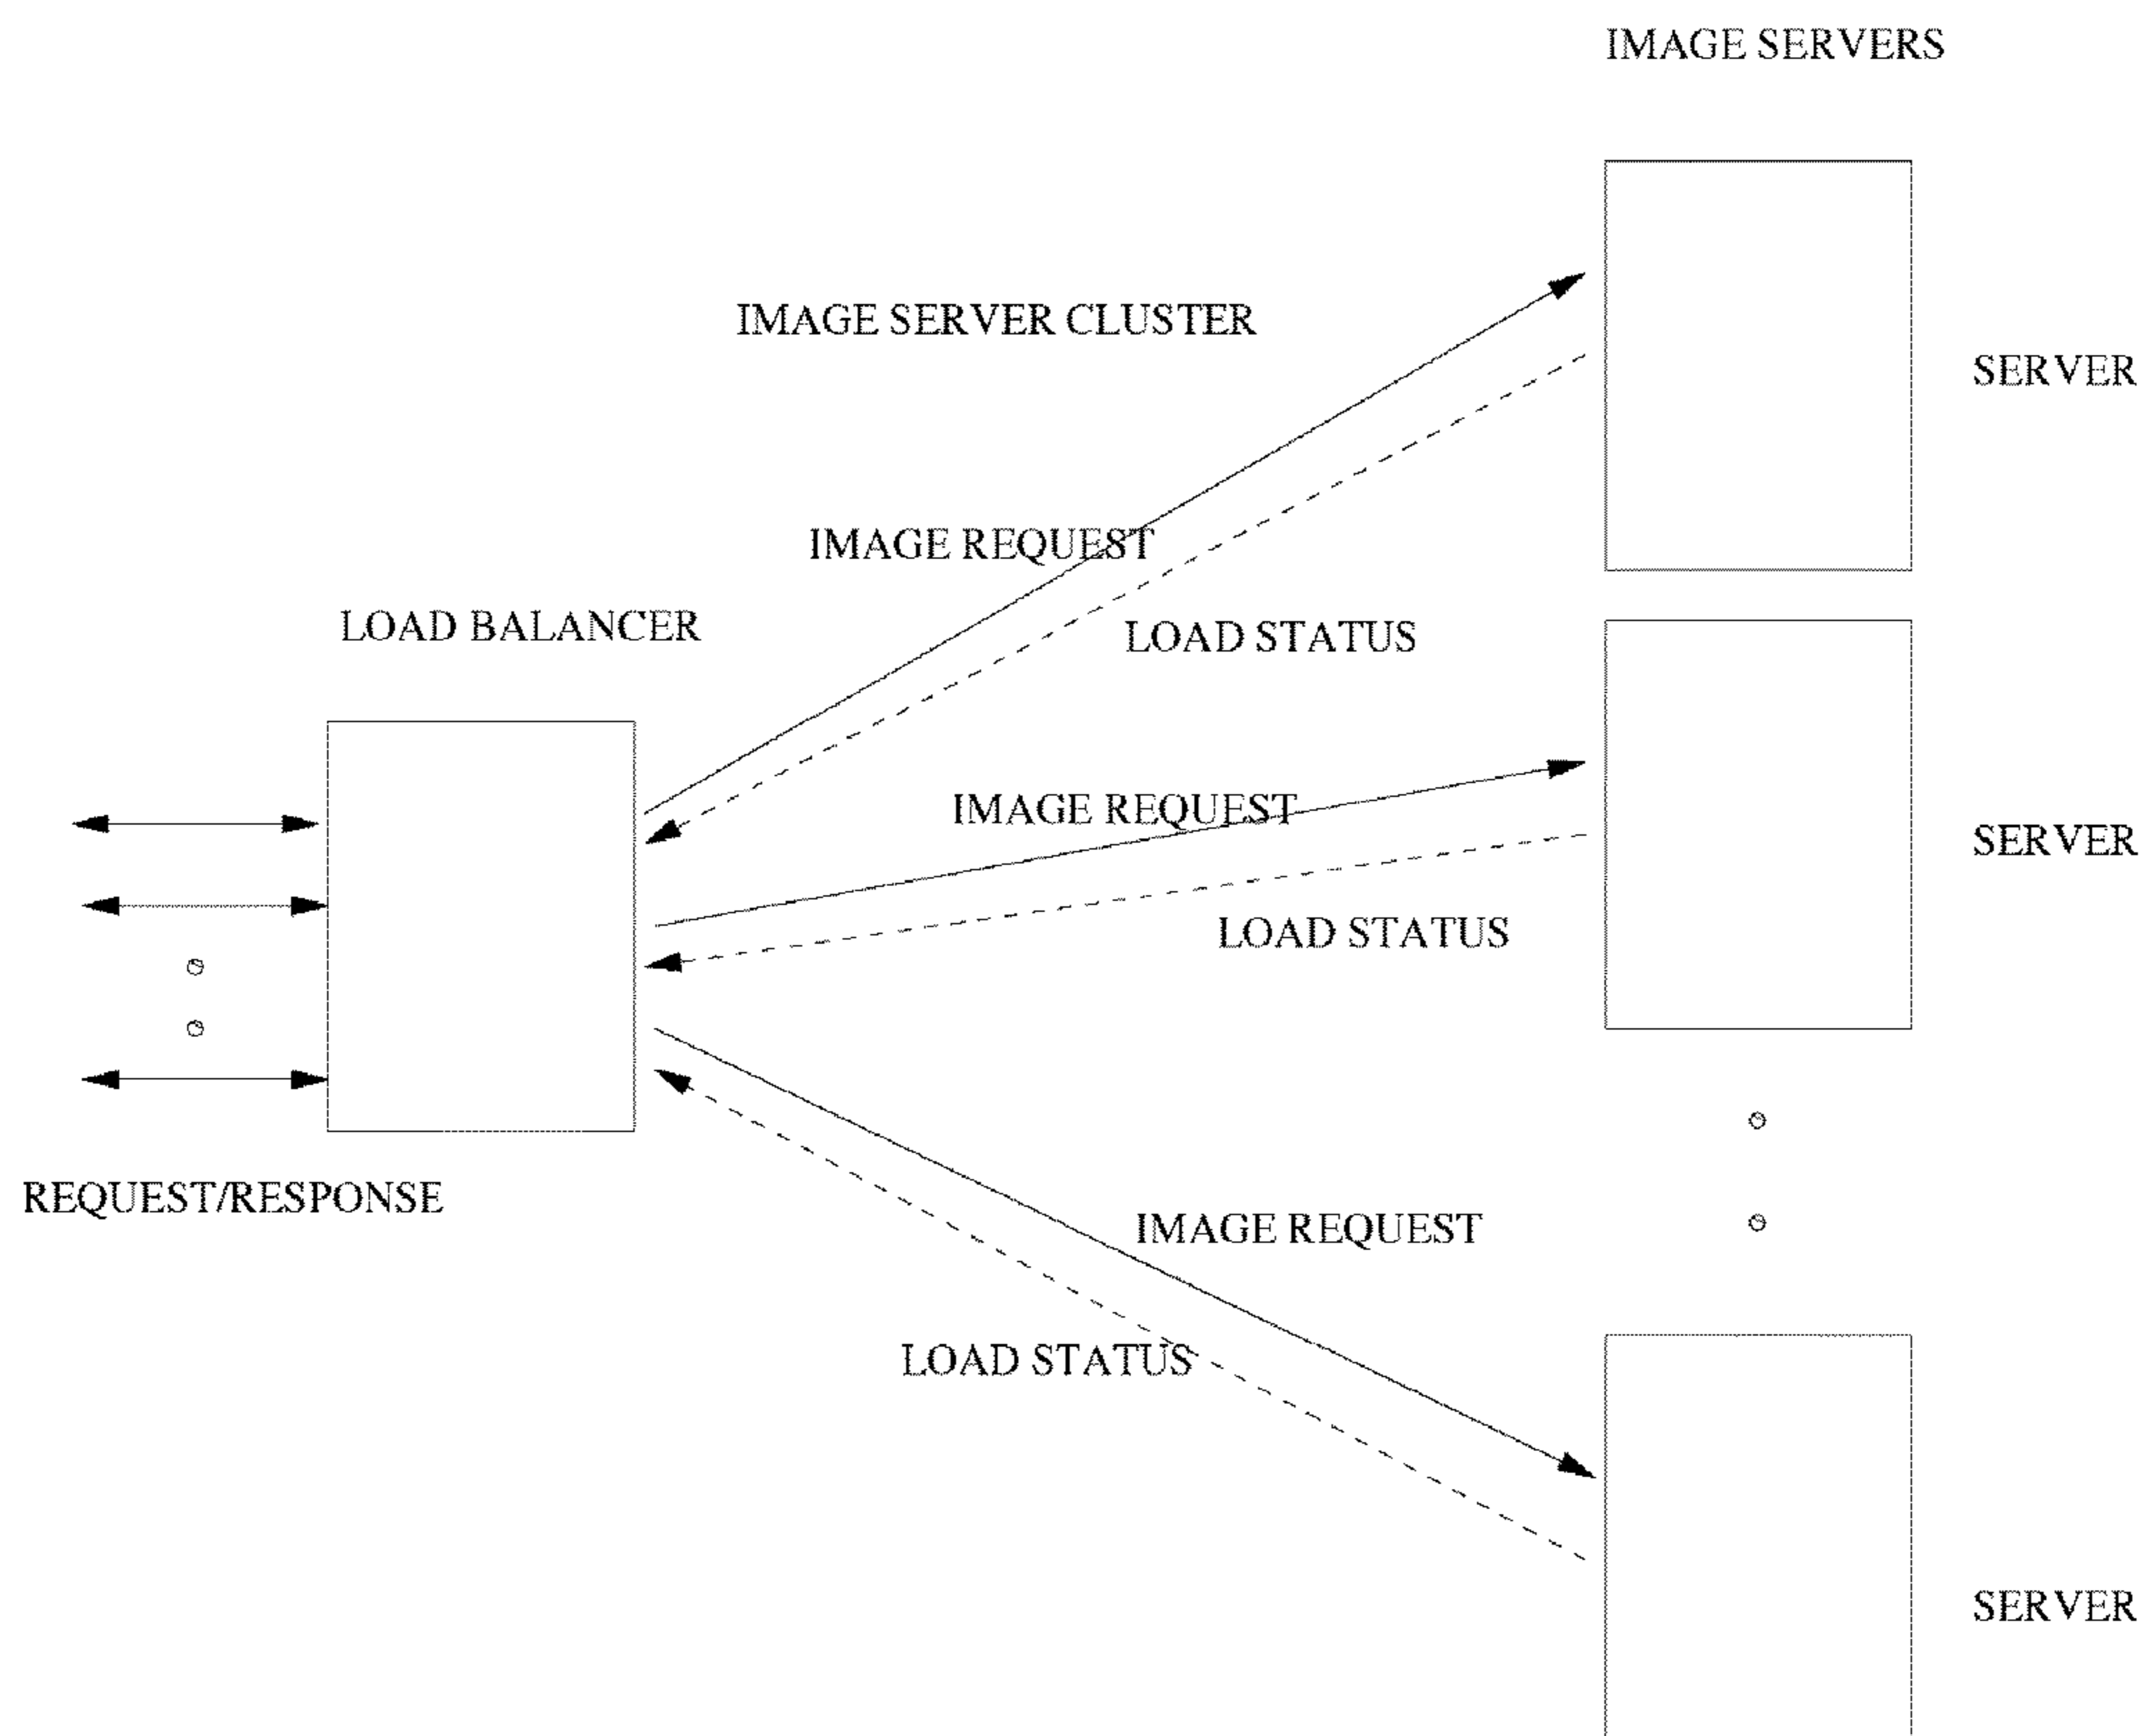 IMAGE SERVERS
IMAGE SERVER CLUSTER
SERVER
IMAGE REQUEST
LOAD BALANCER
LOAD STATUS
IMAGE REQUEST
SERVER
LOAD STATUS
REQUEST/RESPONSE
IMAGE REQUEST
LOAD STATUS
SERVER